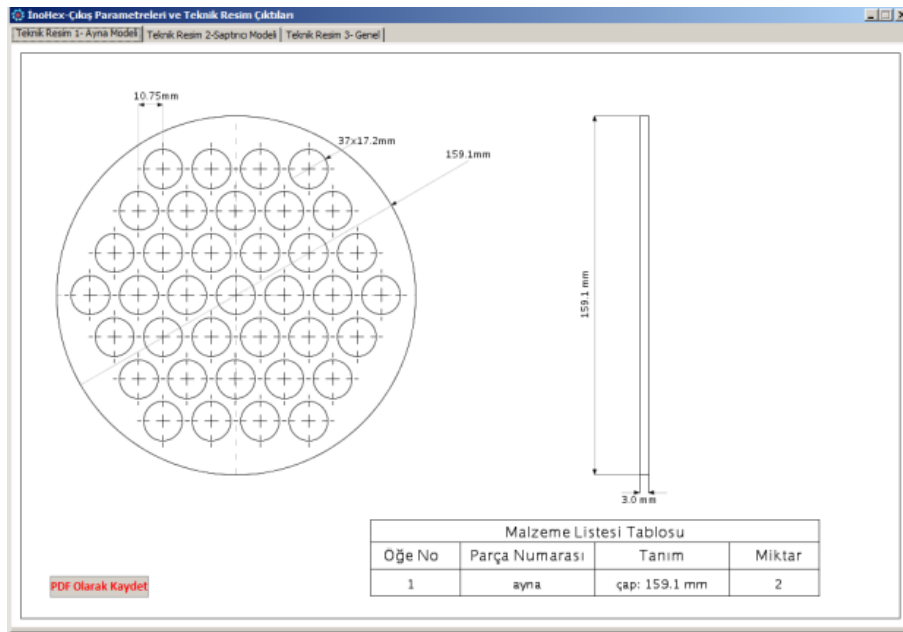 İnoHex-Çıkış Parametreleri ve Teknik Resim Çıktıları
Teknik Resim 1- Ayna Modeli Teknik Resim 2-Saptırıcı Modeli Teknik Resim 3- Genel
10.75mm
37x17.2mm
159.1mm
159.1 mm
3.0 mm
Malzeme Listesi Tablosu
Öğe No Parça Numarası Tanım Miktar
1 ayna çap: 159.1 mm 2
PDF Olarak Kaydet